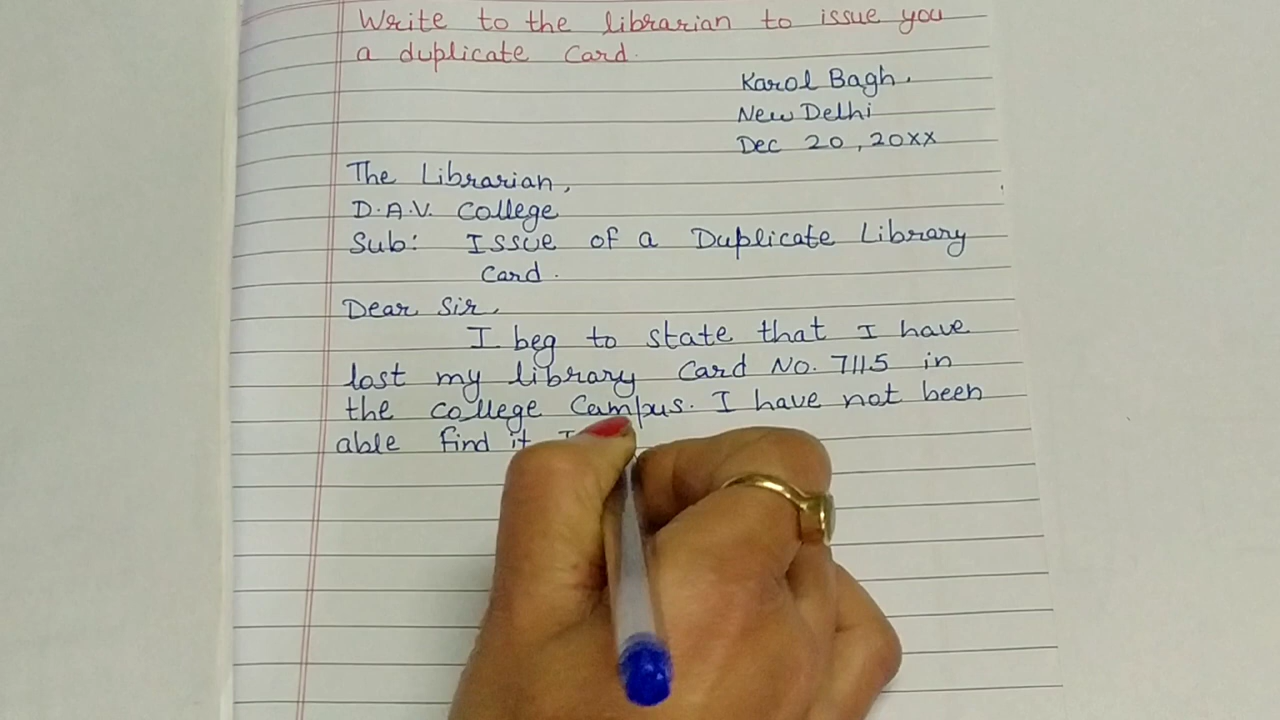 Write to the librarian to issue you
a duplicate Card.
Karol Bagh,
New Delhi
Dec 20, 20xx
The Librarian,
D.A.V. College
Sub: Issue of a Duplicate Library
Card.
Dear Sir,
I beg to state that I have
lost my library Card No. 7115 in
the college Campus. I have not been
able find it